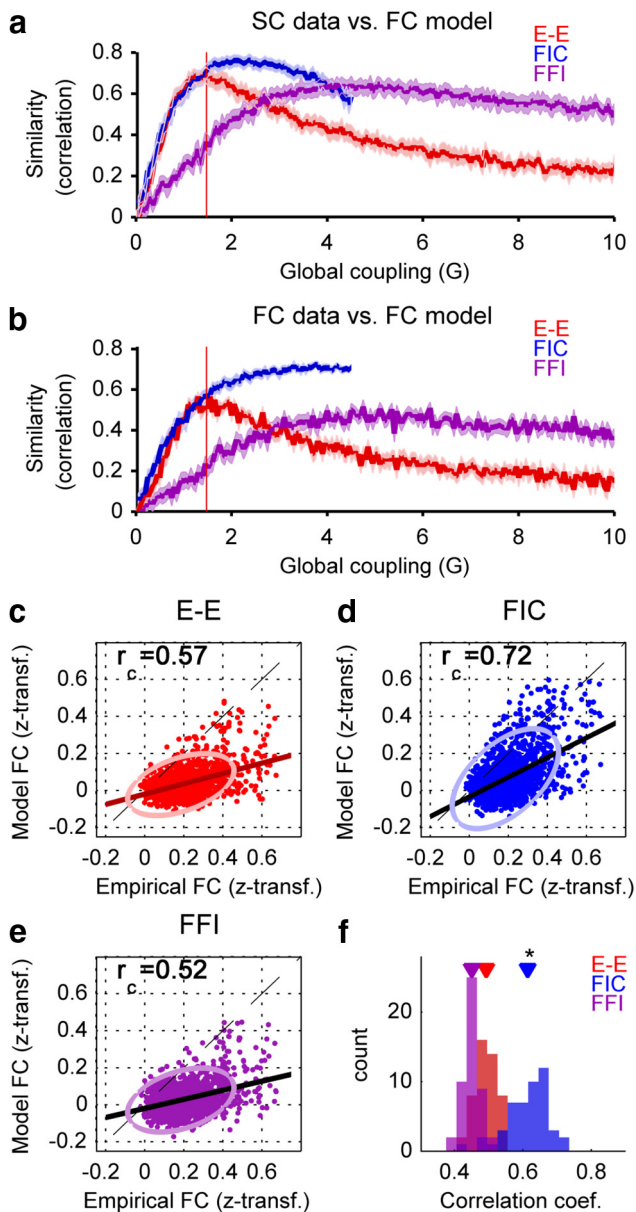 a
SC data vs. FC model
E-E
FIC
FFI
Similarity
(correlation)
0.8
0.6
0.4
0.2
0
0 2 4 6 8 10
Global coupling (G)
b
FC data vs. FC model
E-E
FIC
FFI
Similarity
(correlation)
0.8
0.6
0.4
0.2
0
0 2 4 6 8 10
Global coupling (G)
c
E-E
r c =0.57
Model FC (z-transf.)
0.6
0.4
0.2
0
-0.2
-0.2 0 0.2 0.4 0.6
Empirical FC (z-transf.)
d
FIC
r c =0.72
Model FC (z-transf.)
0.6
0.4
0.2
0
-0.2
-0.2 0 0.2 0.4 0.6
Empirical FC (z-transf.)
e
FFI
r c =0.52
Model FC (z-transf.)
0.6
0.4
0.2
0
-0.2
-0.2 0 0.2 0.4 0.6
Empirical FC (z-transf.)
f
*
E-E
FIC
FFI
count
20
10
0
0.4 0.6 0.8
Correlation coef.